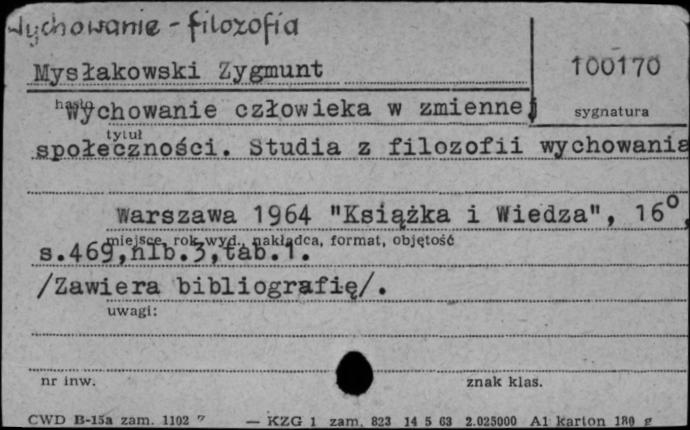 Wychowanie - filozofia
Mysłakowski Zygmunt
100170
hasło
sygnatura
Wychowanie człowieka w zmiennej
tytuł
społeczności. Studia z filozofii wychowania
Warszawa 1964 "Książka i Wiedza", 16°,
miejsce, rok wyd., nakładca, format, objętość
s.469,nlb.3,tab.1.
/Zawiera bibliografię/.
uwagi:
nr inw.
znak klas.
CWD B-15a zam. 1102 — KZG 1 zam. 823 14 5 63 2.025000 A1 karton 180 g